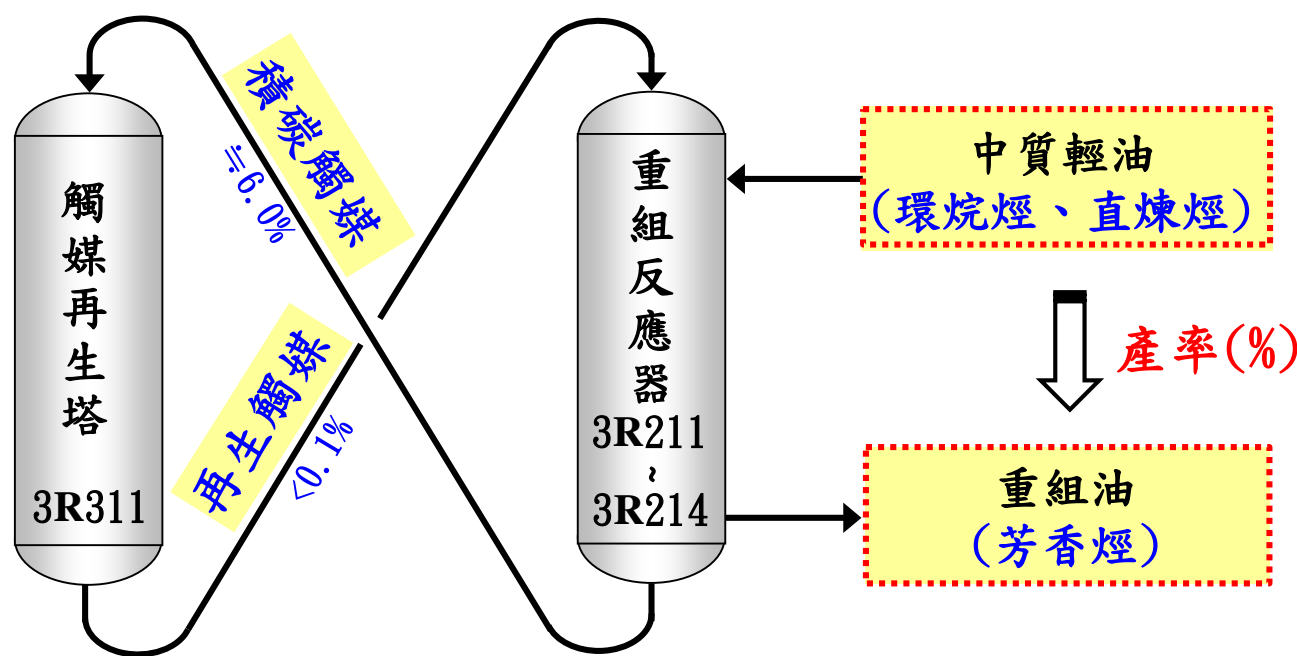 觸媒再生塔
3R311
積碳觸媒
≒6.0%
再生觸媒
<0.1%
重組反應器
3R211
~
3R214
中質輕油
(環烷烴、直煉烴)
產率(%)
重組油
(芳香烴)